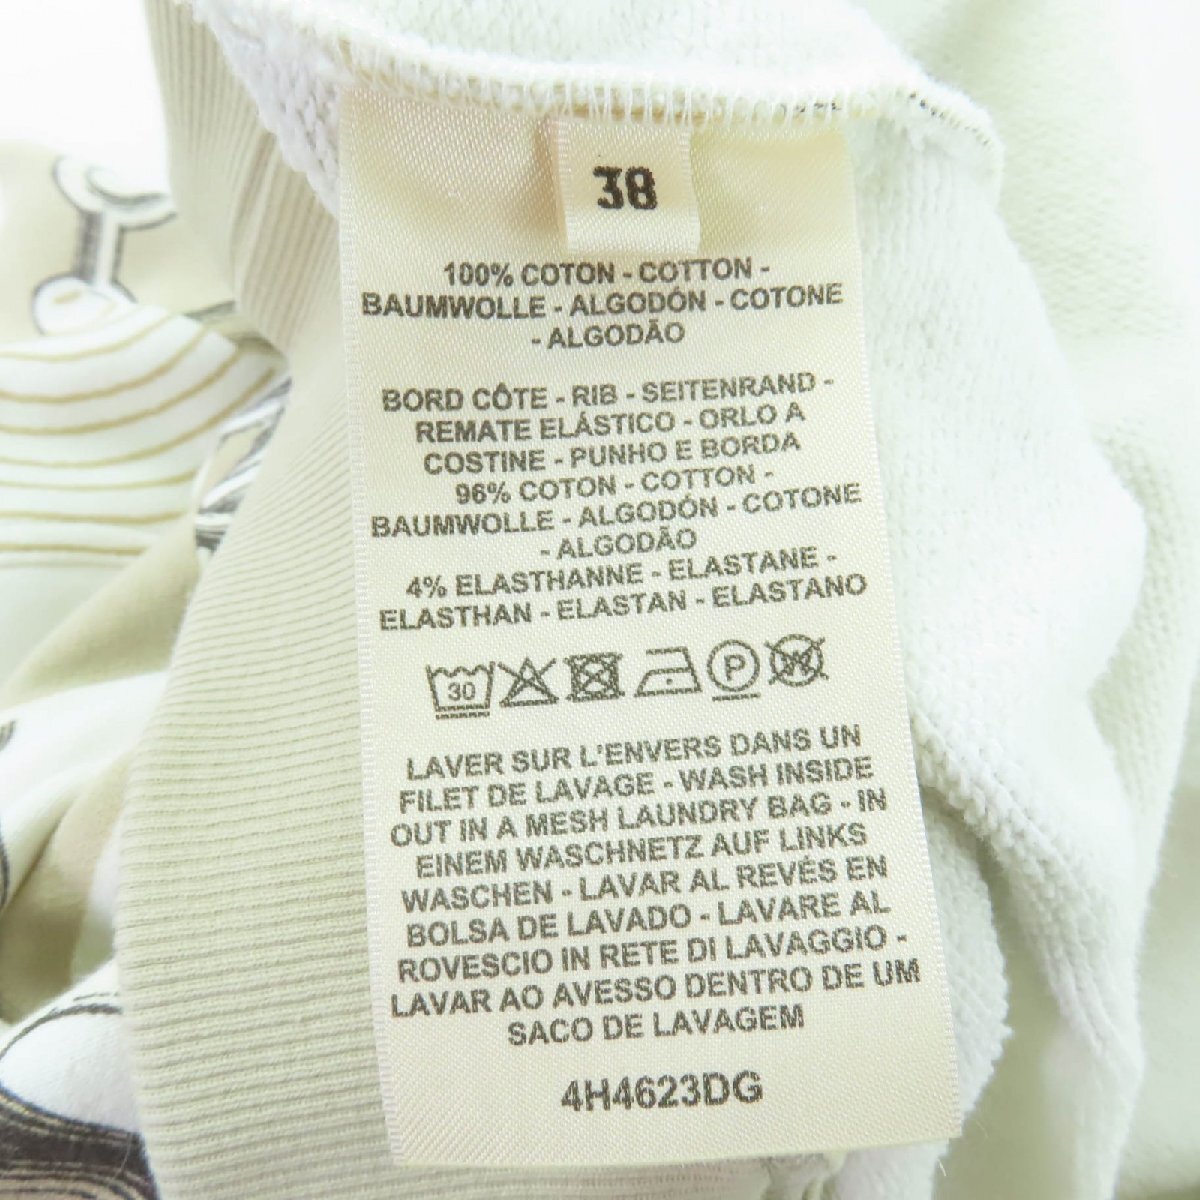 38
100% COTON - COTTON -
BAUMWOLLE - ALGODÓN - COTONE
- ALGODÃO
BORD CÔTE - RIB - SEITENRAND -
REMATE ELÁSTICO - ORLO A
COSTINE - PUNHO E BORDA
96% COTON - COTTON -
BAUMWOLLE - ALGODÓN - COTONE
- ALGODÃO
4% ELASTHANNE - ELASTANE -
ELASTHAN - ELASTAN - ELASTANO
30 P W
LAVER SUR L'ENVERS DANS UN
FILET DE LAVAGE - WASH INSIDE
OUT IN A MESH LAUNDRY BAG - IN
EINEM WASCHNETZ AUF LINKS
WASCHEN - LAVAR AL REVÉS EN
BOLSA DE LAVADO - LAVARE AL
ROVESCIO IN RETE DI LAVAGGIO -
LAVAR AO AVESSO DENTRO DE UM
SACO DE LAVAGEM
4H4623DG